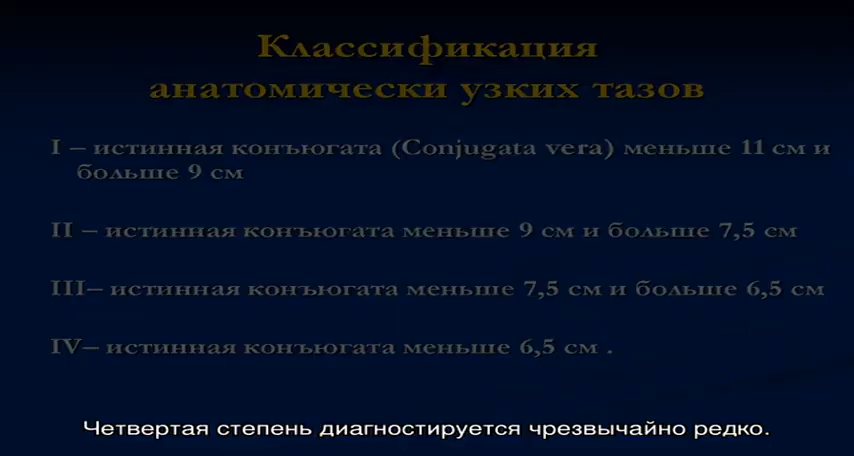 Классификация
анатомически узких тазов
I – истинная конъюгата (Conjugata vera) меньше 11 см и
больше 9 см
II – истинная конъюгата меньше 9 см и больше 7,5 см
III– истинная конъюгата меньше 7,5 см и больше 6,5 см
IV– истинная конъюгата меньше 6,5 см .
Четвертая степень диагностируется чрезвычайно редко.